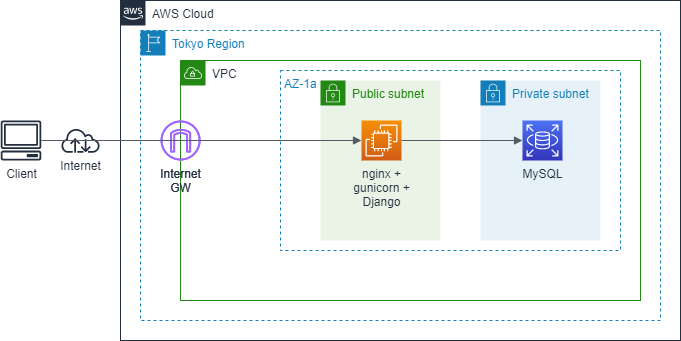 aws
AWS Cloud
Tokyo Region
VPC
AZ-1a
Public subnet
Private subnet
Client
Internet
Internet
GW
nginx +
gunicorn +
Django
MySQL